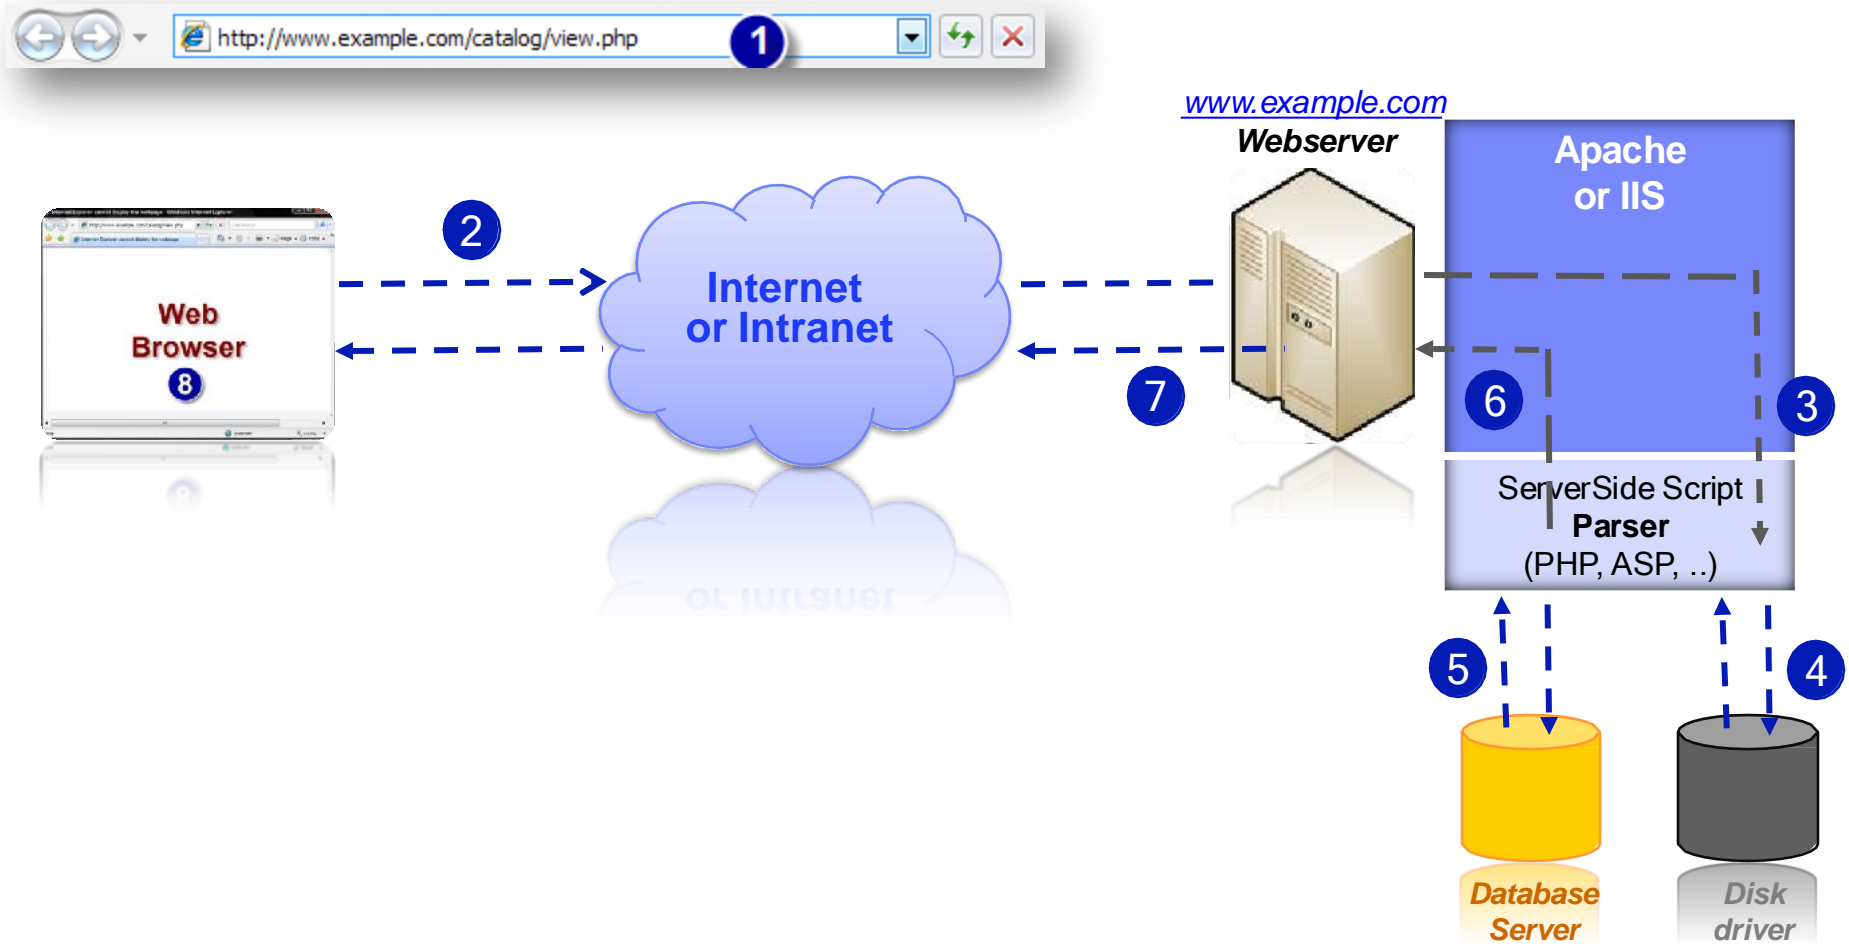 http://www.example.com/catalog/view.php
1
www.example.com
Webserver
Apache
or IIS
2
Internet
or Intranet
Web
Browser
8
7
6
3
ServerSide Script
Parser
(PHP, ASP, ..)
5
4
Database
Server
Disk
driver